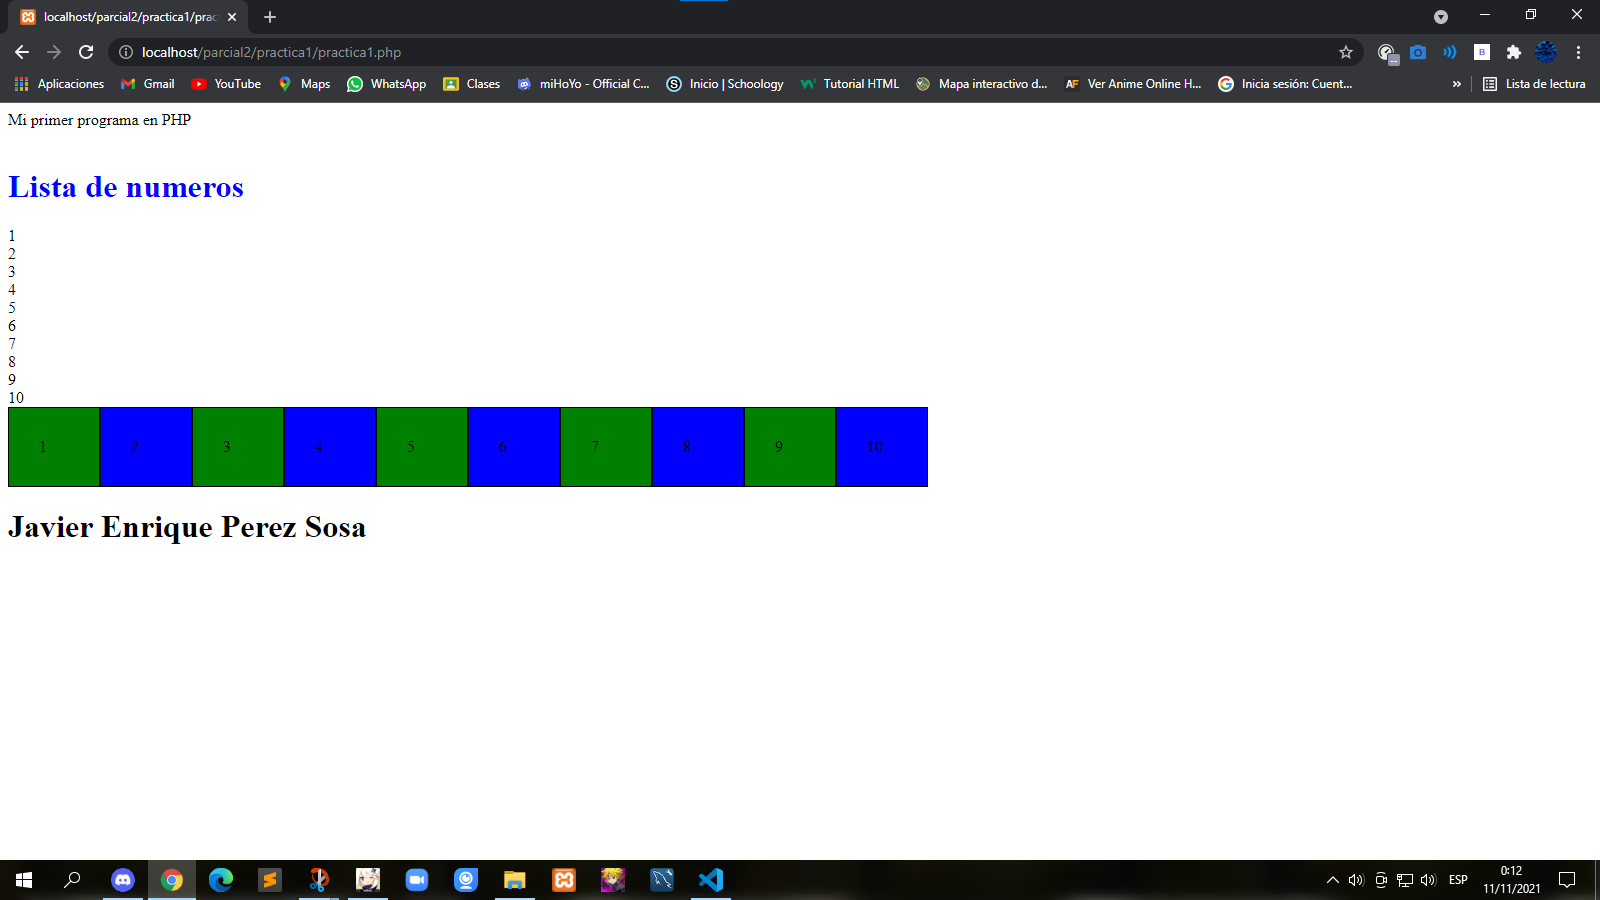 localhost/parcial2/practica1/prac
localhost/parcial2/practica1/practica1.php
Aplicaciones Gmail YouTube Maps WhatsApp Clases miHoYo - Official C... Inicio | Schoology Tutorial HTML Mapa interactivo d... Ver Anime Online H... Inicia sesión: Cuent... » Lista de lectura
Mi primer programa en PHP
Lista de numeros
1
2
3
4
5
6
7
8
9
10
1 2 3 4 5 6 7 8 9 10
Javier Enrique Perez Sosa
ESP
0:12
11/11/2021